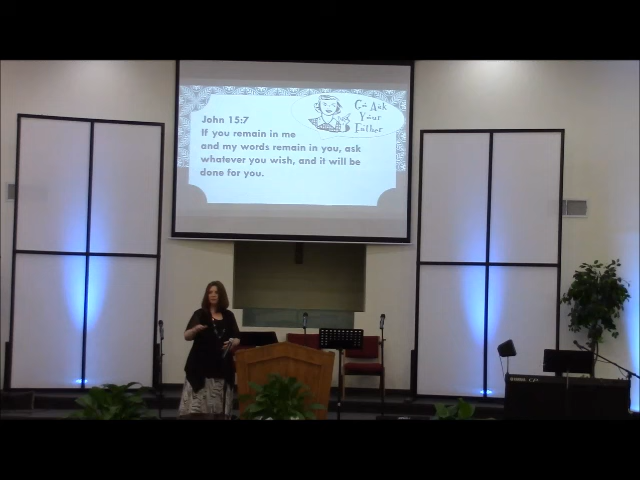 John 15:7
If you remain in me
and my words remain in you, ask
whatever you wish, and it will be
done for you.
Go Ask
Your
Father